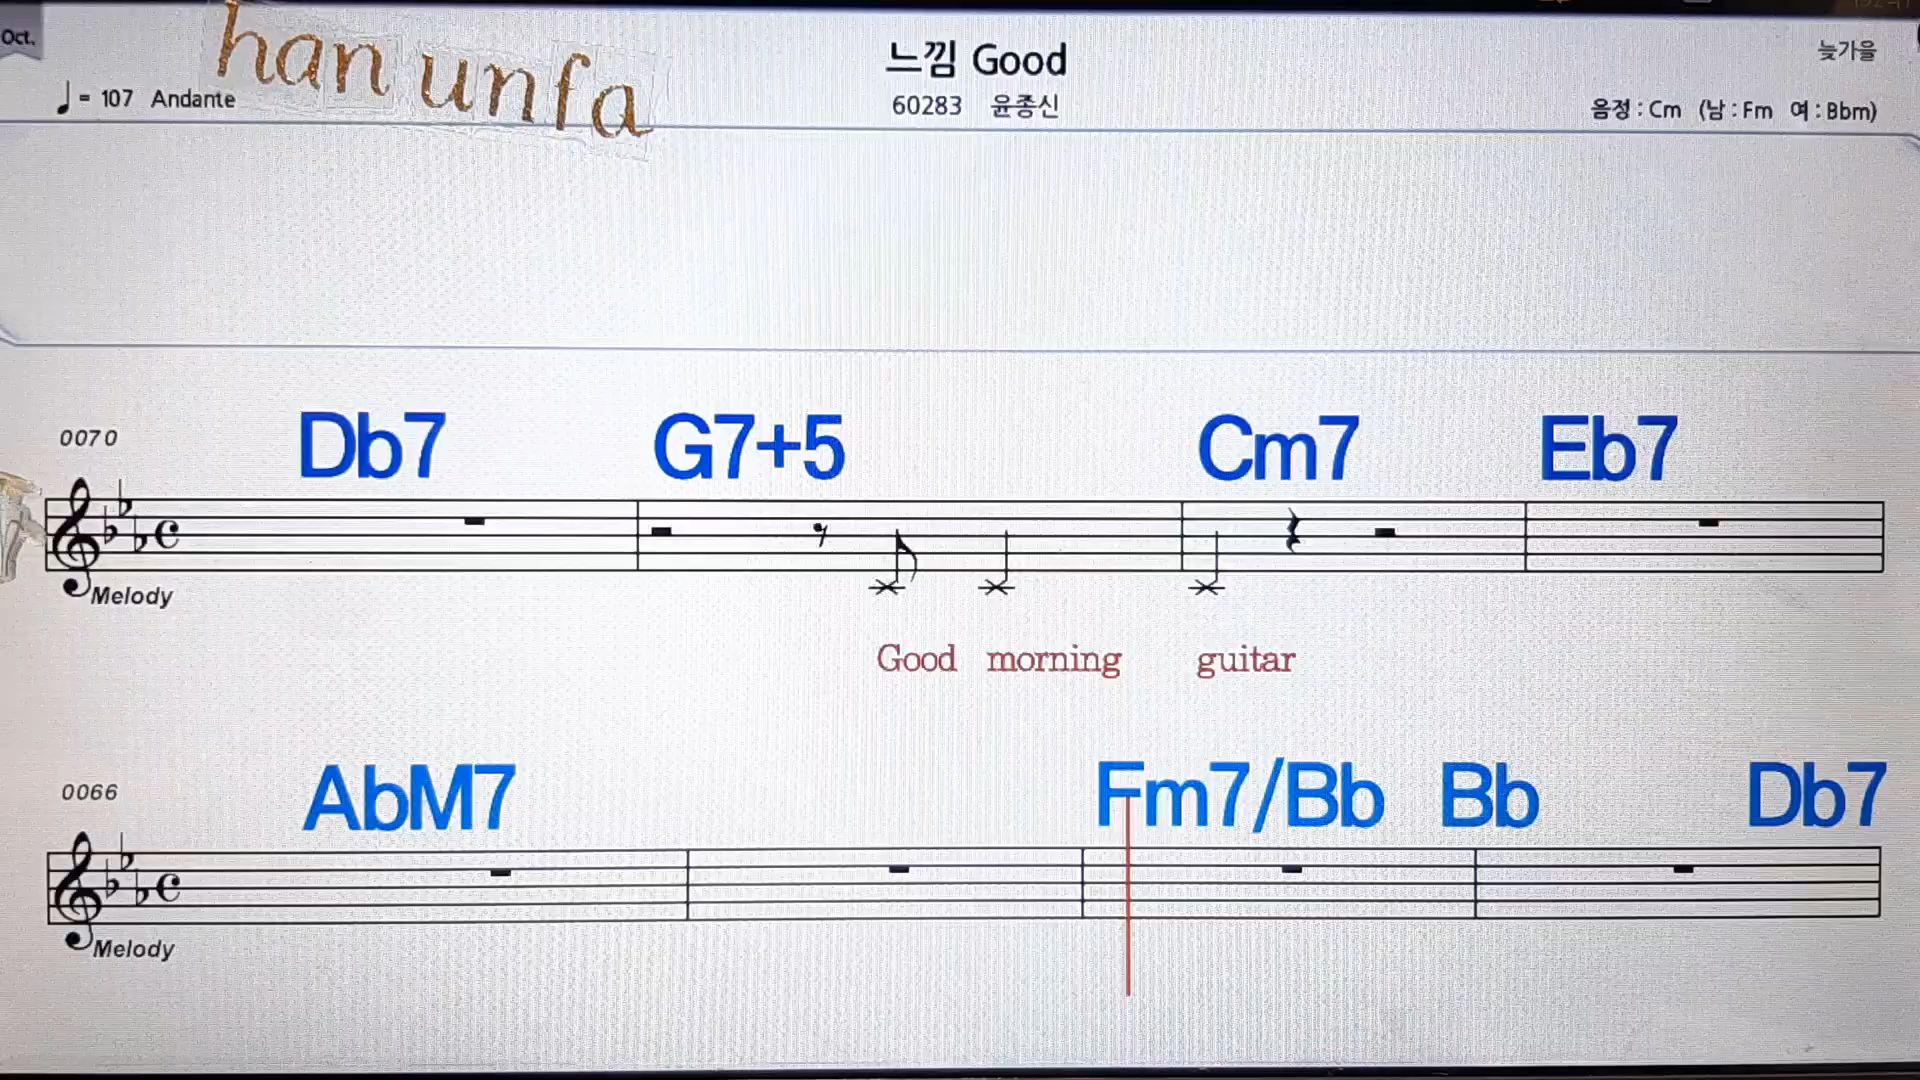 Oct.
han unfa
느낌 Good
늦가을
♩= 107 Andante
60283 윤종신
음정 : Cm (남 : Fm 여 : Bbm)
0070
Db7 G7+5 Cm7 Eb7
Melody
Good morning guitar
0066
AbM7 Fm7/Bb Bb Db7
Melody